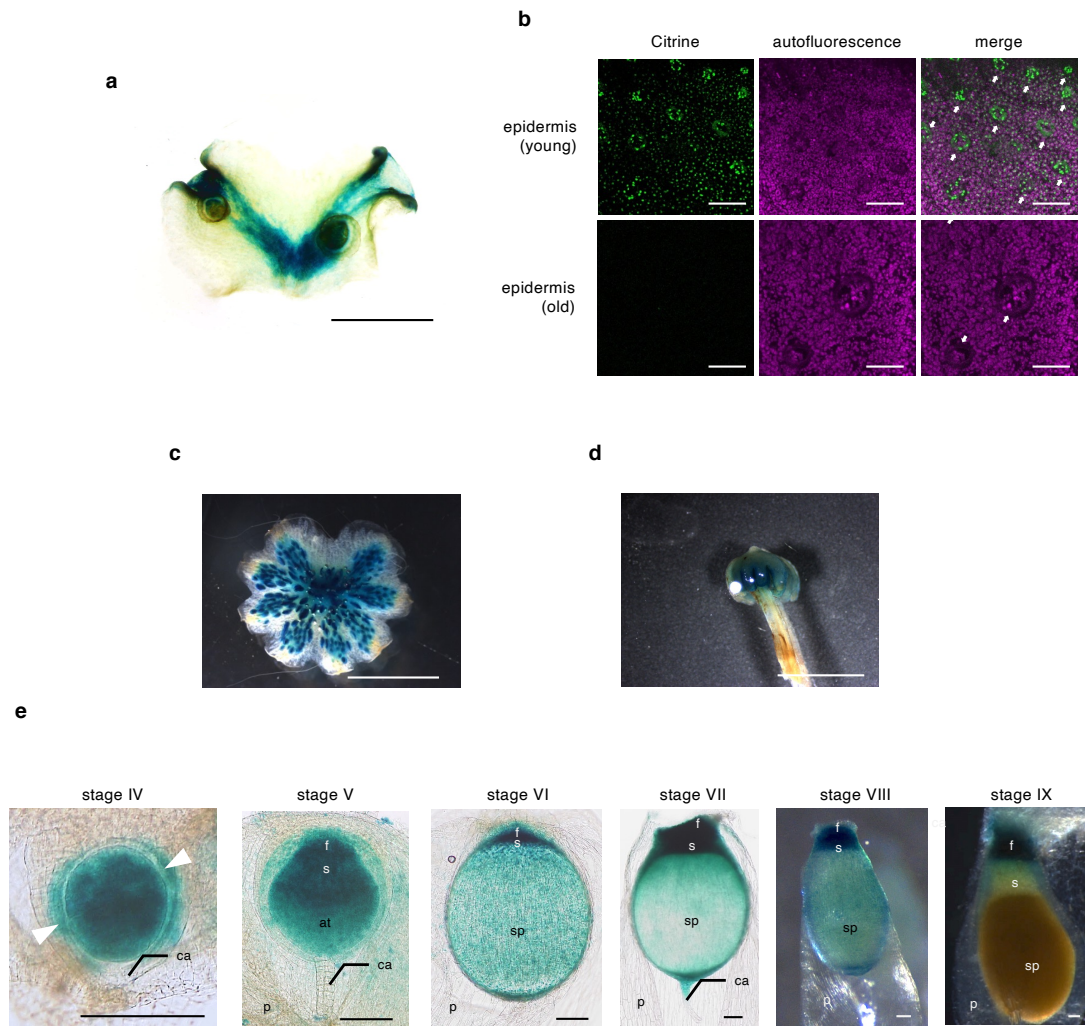 a
b
Citrine
autofluorescence
merge
epidermis
(young)
epidermis
(old)
c
d
e
stage IV
stage V
stage VI
stage VII
stage VIII
stage IX
ca
f
s
at
ca
p
f
s
sp
p
f
s
sp
ca
p
f
s
*
sp
p
f
s
sp
p